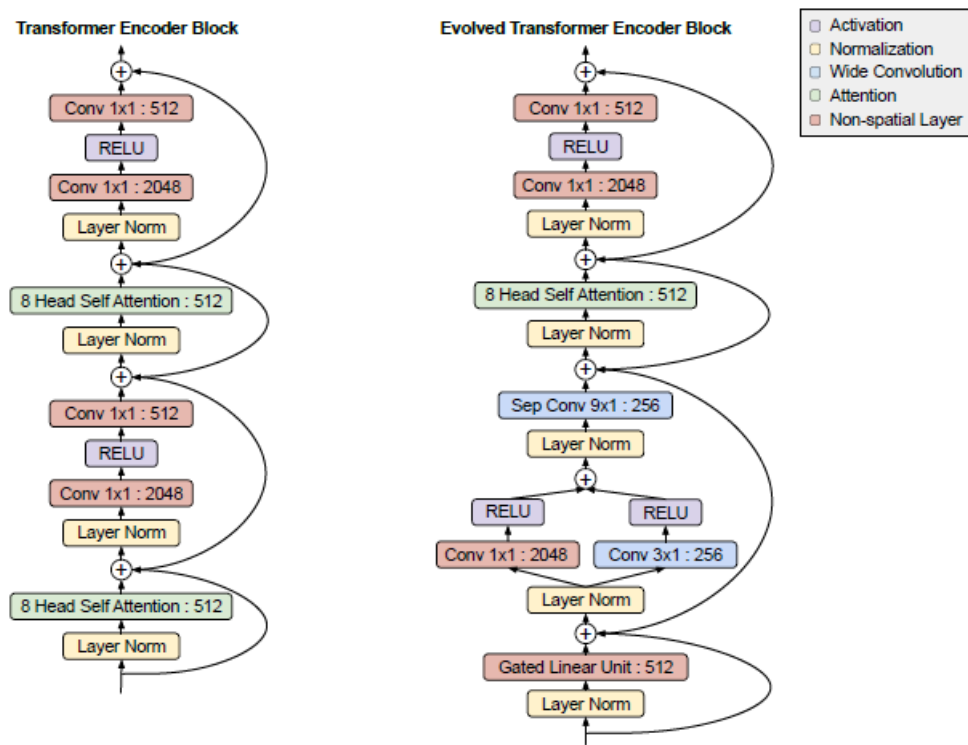 Transformer Encoder Block
+
Conv 1x1 : 512
RELU
Conv 1x1 : 2048
Layer Norm
+
8 Head Self Attention : 512
Layer Norm
+
Conv 1x1 : 512
RELU
Conv 1x1 : 2048
Layer Norm
+
8 Head Self Attention : 512
Layer Norm
Evolved Transformer Encoder Block
+
Conv 1x1 : 512
RELU
Conv 1x1 : 2048
Layer Norm
+
8 Head Self Attention : 512
Layer Norm
+
Sep Conv 9x1 : 256
Layer Norm
+
RELU
RELU
Conv 1x1 : 2048
Conv 3x1 : 256
Layer Norm
+
Gated Linear Unit : 512
Layer Norm
Activation
Normalization
Wide Convolution
Attention
Non-spatial Layer